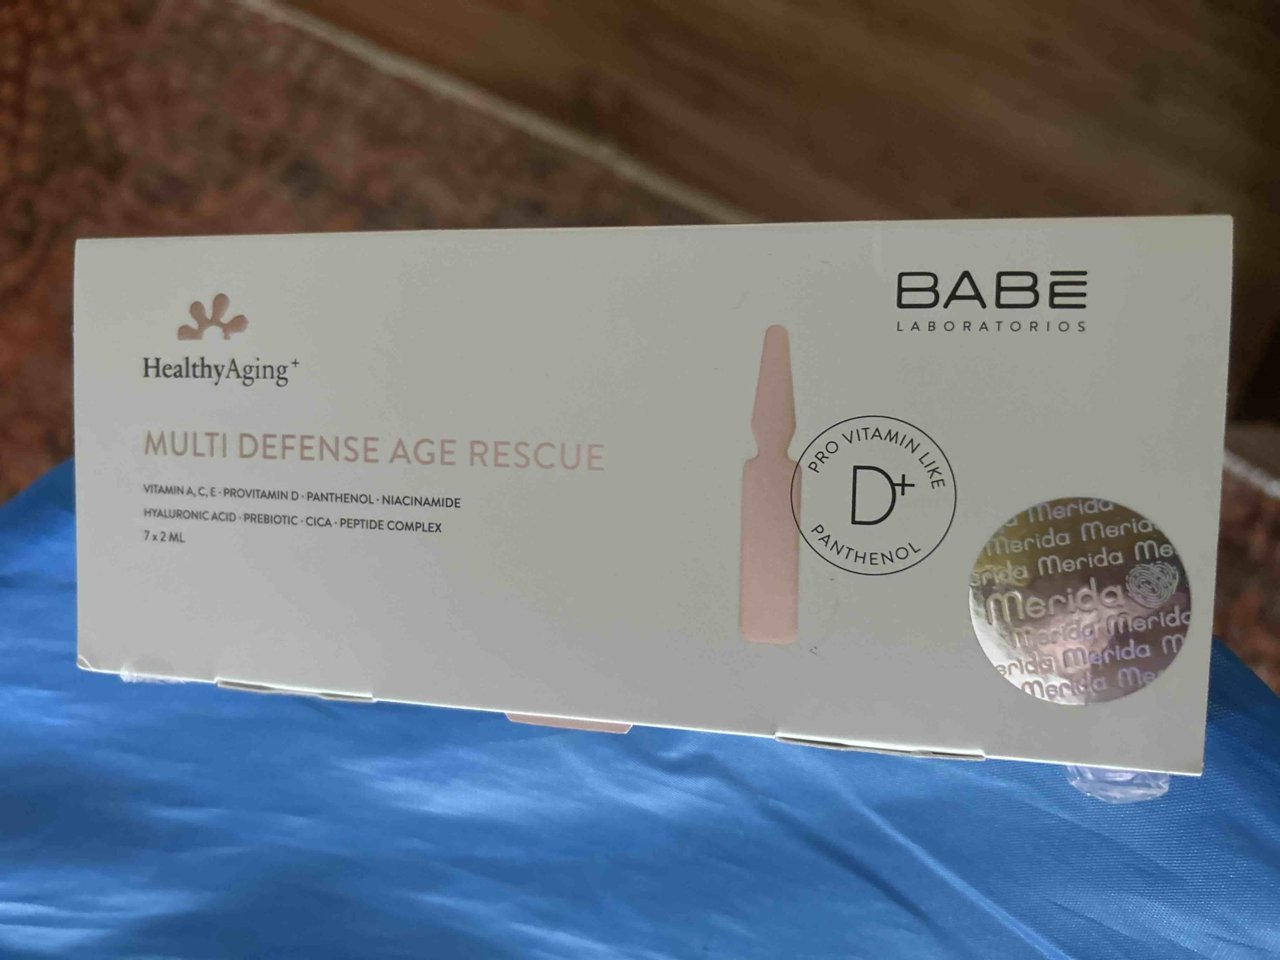 HealthyAging+
MULTI DEFENSE AGE RESCUE
VITAMIN A, C, E · PROVITAMIN D · PANTHENOL · NIACINAMIDE
HYALURONIC ACID · PREBIOTIC · CICA · PEPTIDE COMPLEX
7 x 2 ML
BABĒ
LABORATORIOS
PRO VITAMIN LIKE
D+
PANTHENOL
Merida
Merida Merida
Merida Merida
Merida
Merida Merida
Merida
Merida